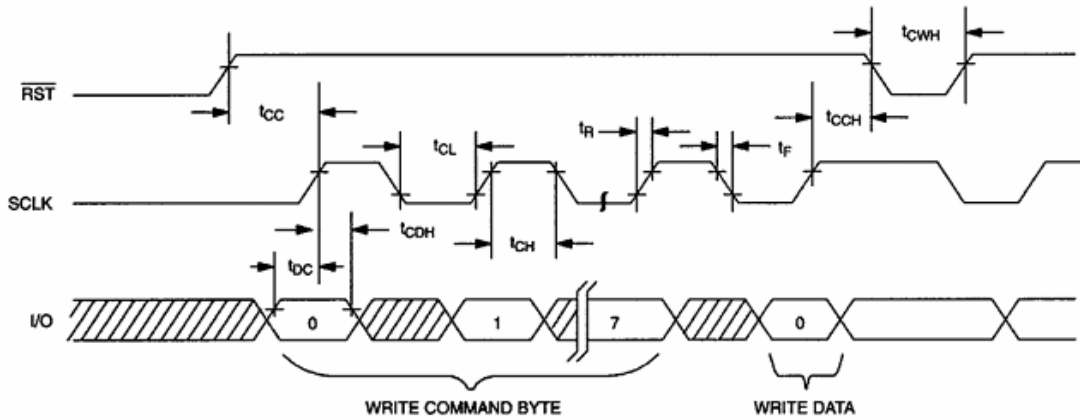 tCWH
RST
tCC
tCCH
tR
tF
tCL
SCLK
tCDH
tCH
tDC
I/O
0
1
7
0
WRITE COMMAND BYTE
WRITE DATA